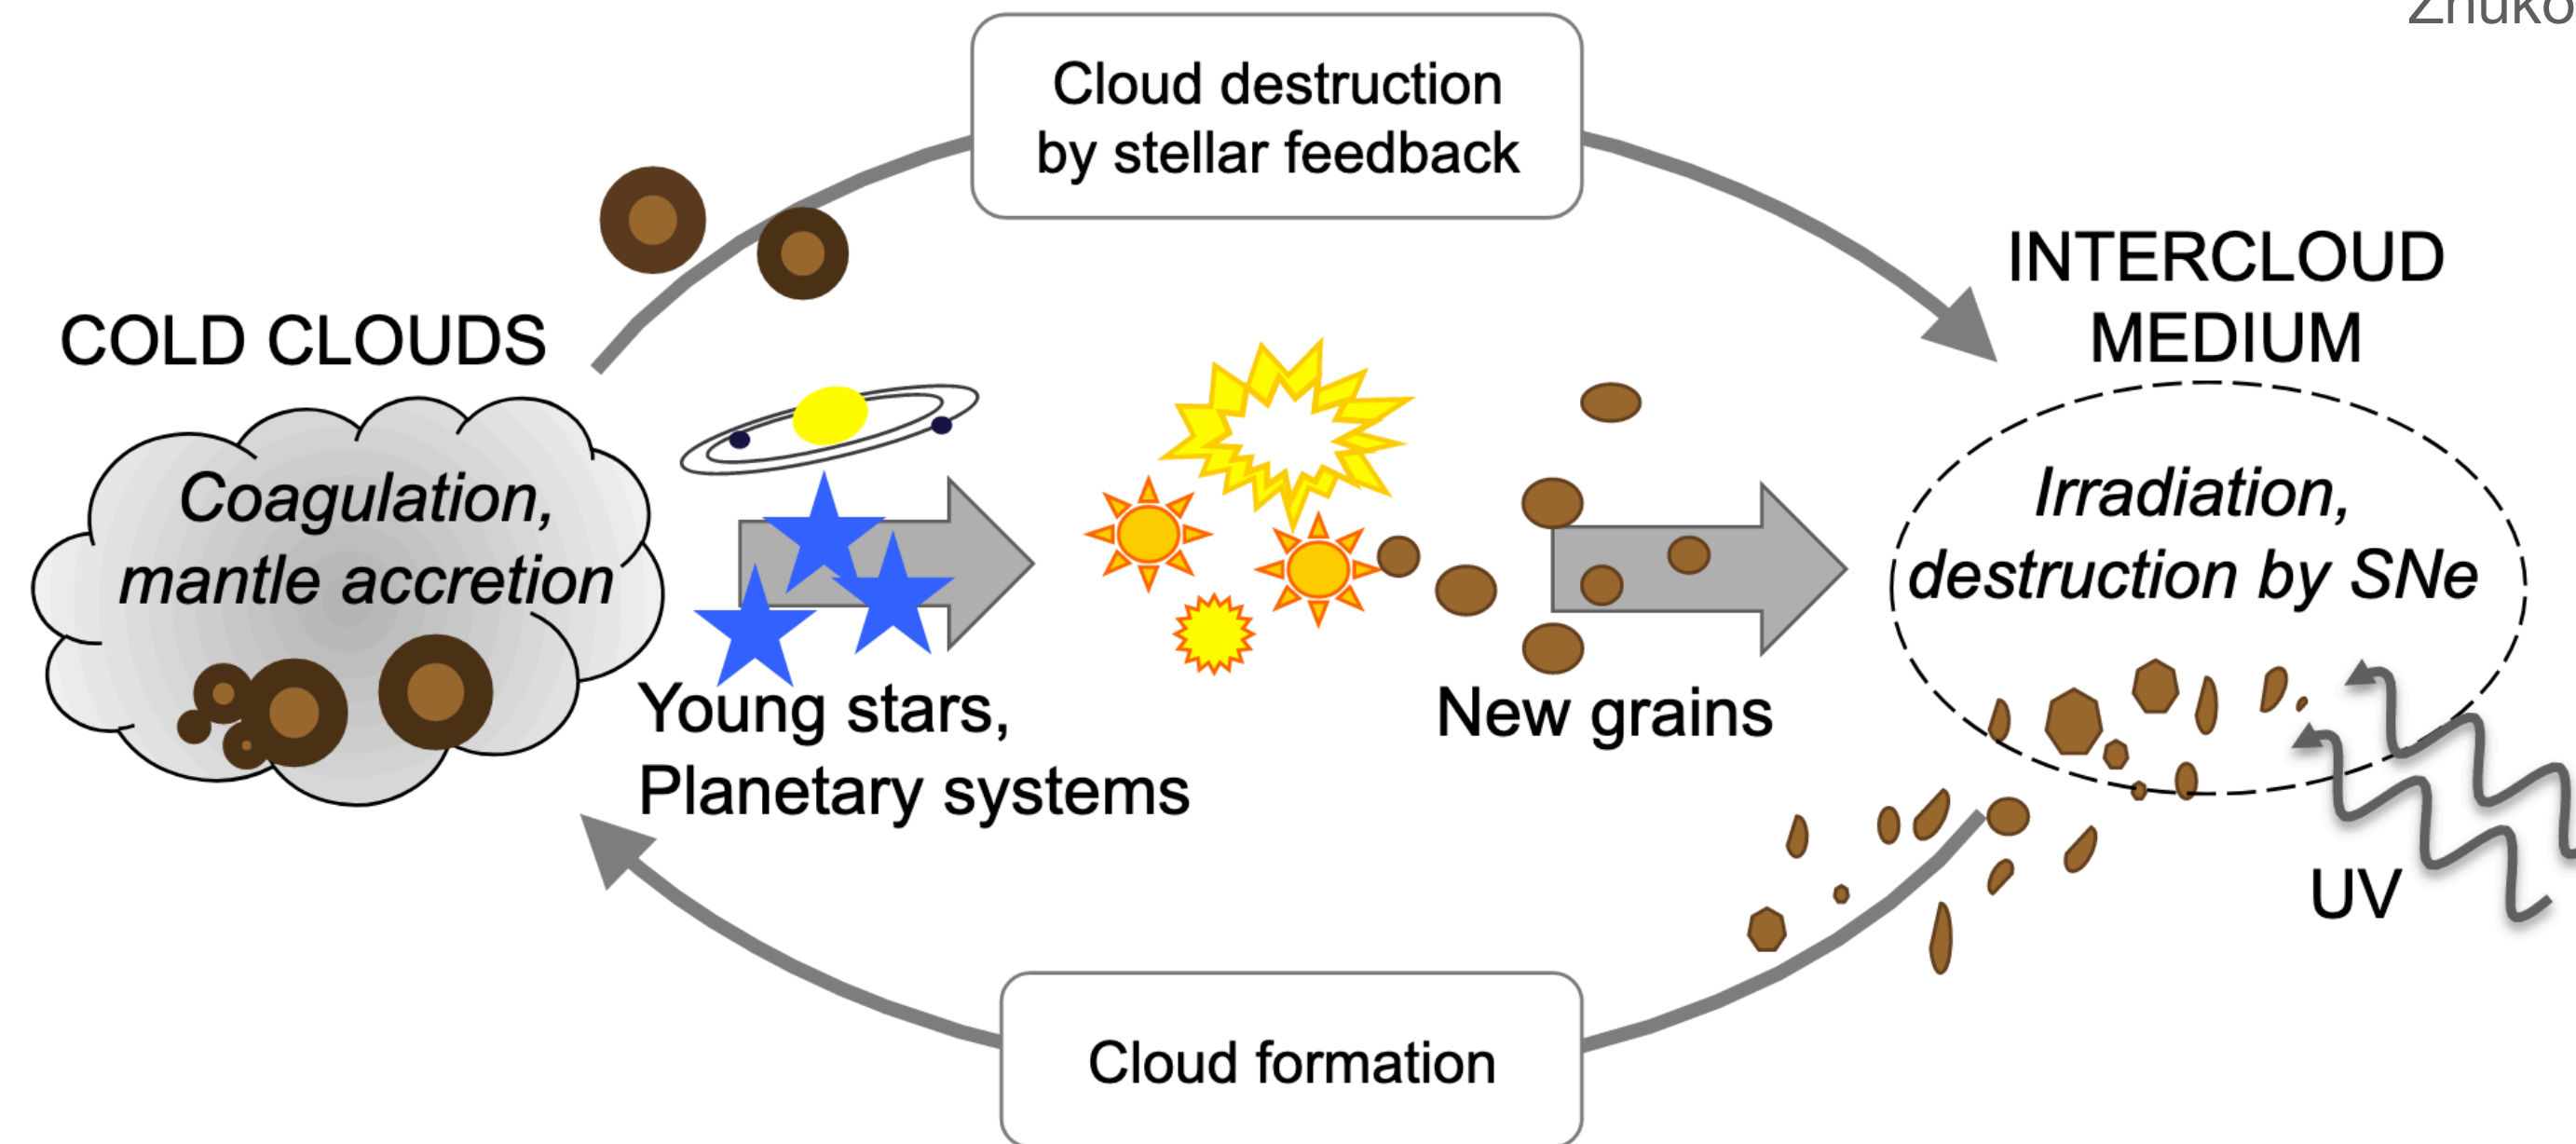 Cloud destruction
by stellar feedback
COLD CLOUDS
INTERCLOUD
MEDIUM
Coagulation,
mantle accretion
Irradiation,
destruction by SNe
Young stars,
Planetary systems
New grains
UV
Cloud formation